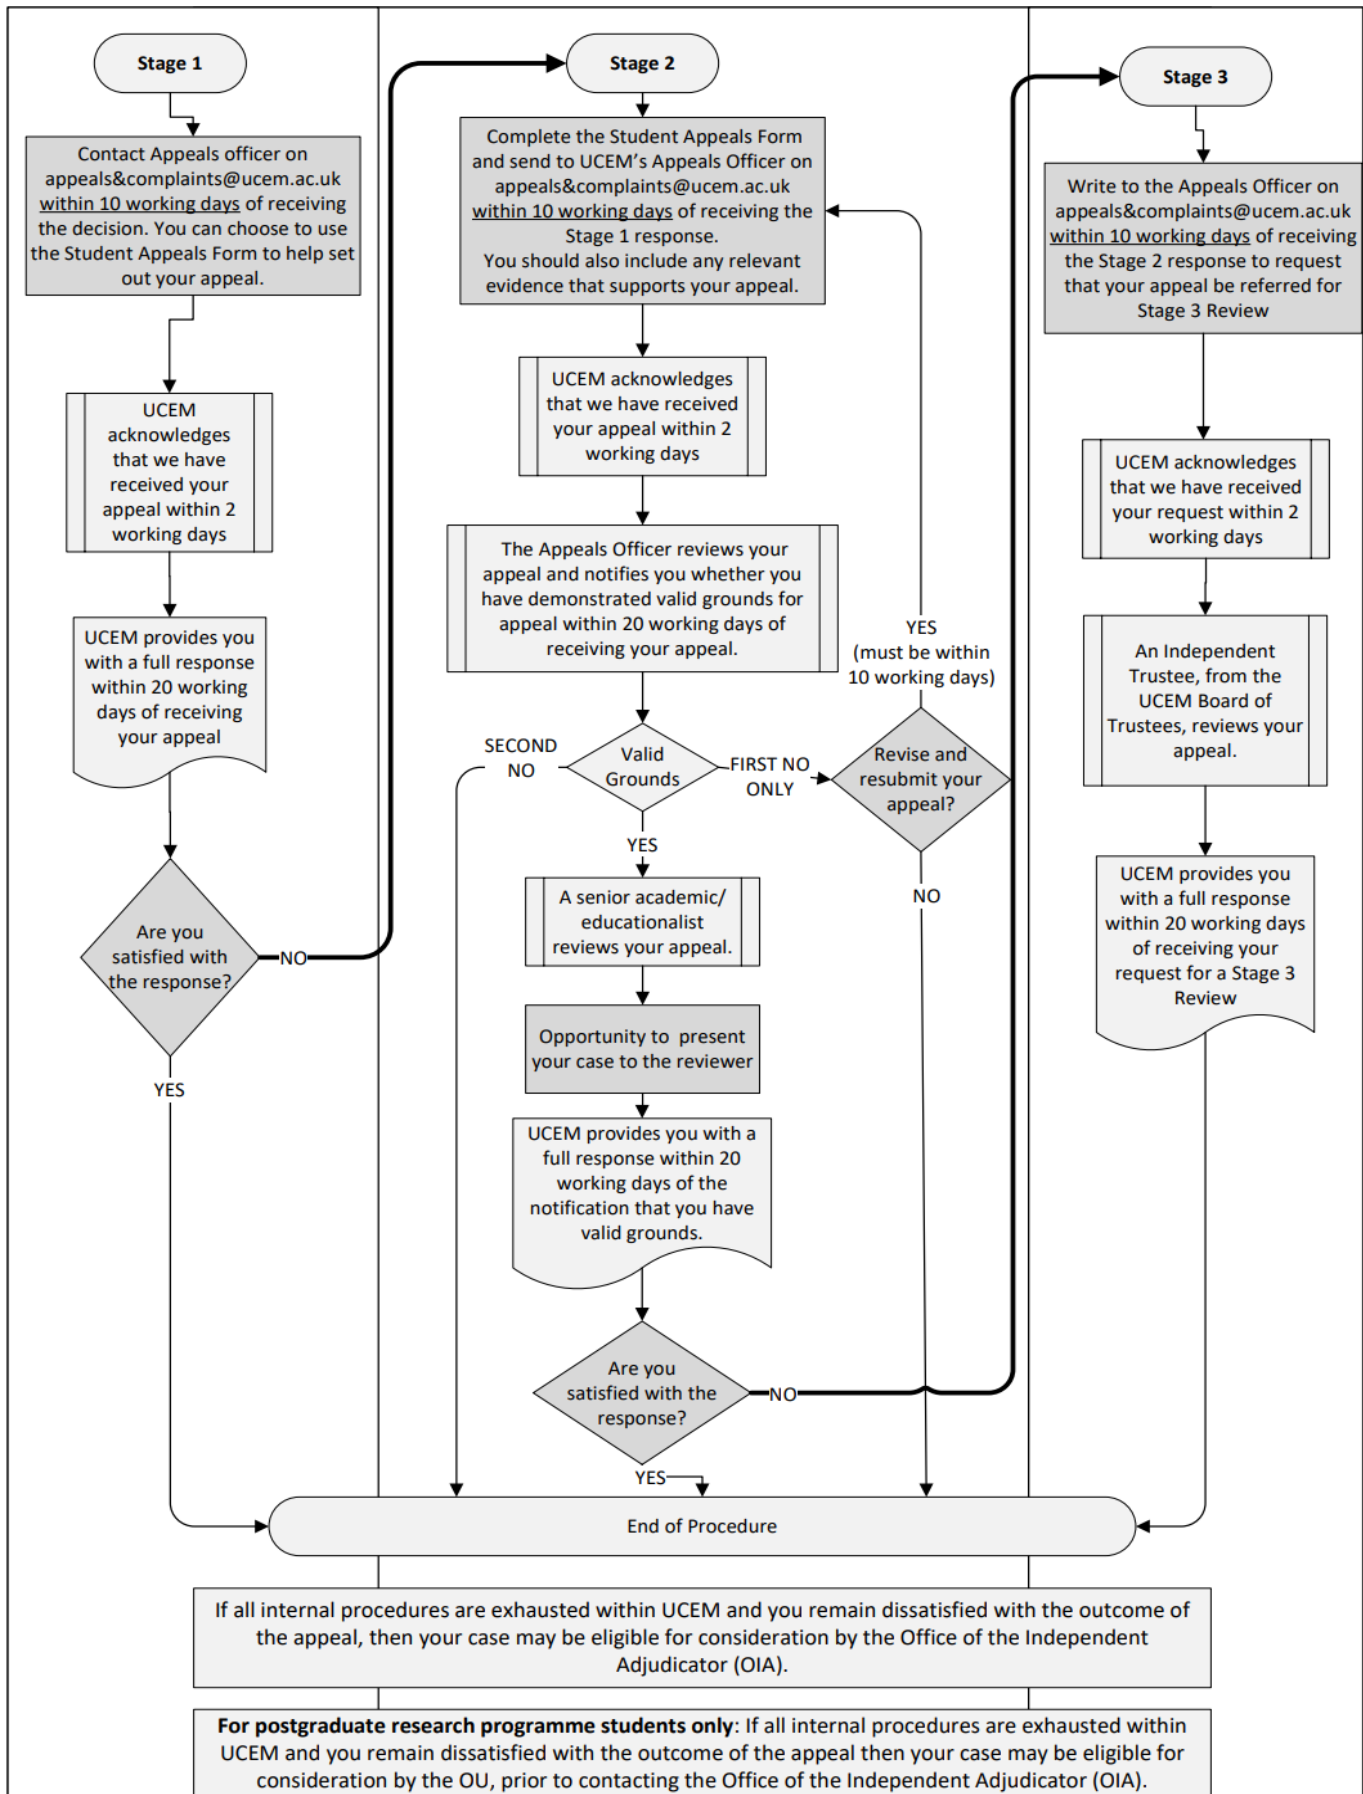 Stage 1
Contact Appeals officer on
appeals&complaints@ucem.ac.uk
within 10 working days of receiving
the decision. You can choose to use
the Student Appeals Form to help set
out your appeal.
UCEM
acknowledges
that we have
received your
appeal within 2
working days
UCEM provides you
with a full response
within 20 working
days of receiving
your appeal
Are you
satisfied with
the response?
NO
YES
Stage 2
Complete the Student Appeals Form
and send to UCEM's Appeals Officer on
appeals&complaints@ucem.ac.uk
within 10 working days of receiving the
Stage 1 response.
You should also include any relevant
evidence that supports your appeal.
UCEM acknowledges
that we have received
your appeal within 2
working days
The Appeals Officer reviews your
appeal and notifies you whether you
have demonstrated valid grounds for
appeal within 20 working days of
receiving your appeal.
Valid
Grounds
SECOND
NO
FIRST NO
ONLY
Revise and
resubmit your
appeal?
YES
(must be within
10 working days)
NO
YES
A senior academic/
educationalist
reviews your appeal.
Opportunity to present
your case to the reviewer
UCEM provides you with a
full response within 20
working days of the
notification that you have
valid grounds.
Are you
satisfied with the
response?
NO
YES
Stage 3
Write to the Appeals Officer on
appeals&complaints@ucem.ac.uk
within 10 working days of receiving
the Stage 2 response to request
that your appeal be referred for
Stage 3 Review
UCEM acknowledges
that we have received
your request within 2
working days
An Independent
Trustee, from the
UCEM Board of
Trustees, reviews your
appeal.
UCEM provides you
with a full response
within 20 working days
of receiving your
request for a Stage 3
Review
End of Procedure
If all internal procedures are exhausted within UCEM and you remain dissatisfied with the outcome of
the appeal, then your case may be eligible for consideration by the Office of the Independent
Adjudicator (OIA).
For postgraduate research programme students only: If all internal procedures are exhausted within
UCEM and you remain dissatisfied with the outcome of the appeal then your case may be eligible for
consideration by the OU, prior to contacting the Office of the Independent Adjudicator (OIA).